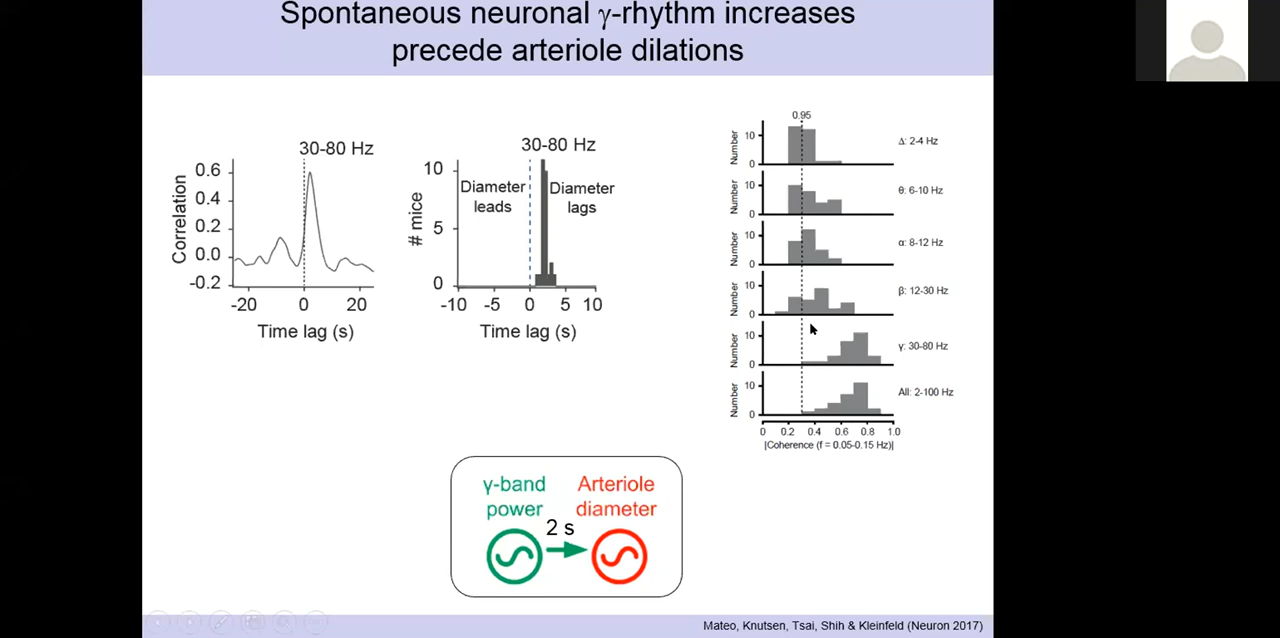 Spontaneous neuronal γ-rhythm increases
precede arteriole dilations
30-80 Hz
Correlation
0.6
0.4
0.2
0.0
-0.2
-20
0
20
Time lag (s)
30-80 Hz
# mice
10
5
0
Diameter
leads
Diameter
lags
-10
-5
0
5
10
Time lag (s)
0.95
Number
10
0
Δ: 2-4 Hz
Number
10
0
θ: 6-10 Hz
Number
10
0
α: 8-12 Hz
Number
10
0
β: 12-30 Hz
Number
10
0
γ: 30-80 Hz
Number
10
0
All: 2-100 Hz
0
0.2
0.4
0.6
0.8
1.0
|Coherence (f = 0.05-0.15 Hz)|
γ-band
power
Arteriole
diameter
2 s
Mateo, Knutsen, Tsai, Shih & Kleinfeld (Neuron 2017)